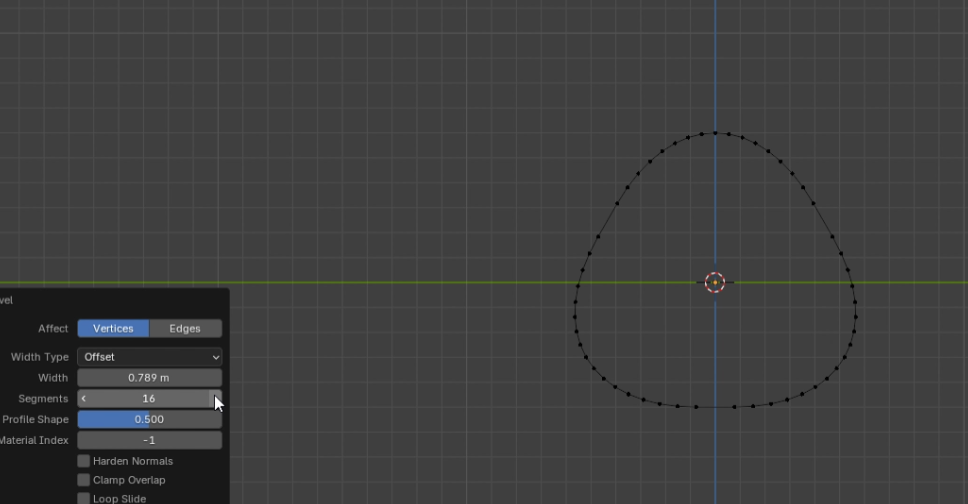 vel
Affect Vertices Edges
Width Type Offset
Width 0.789 m
Segments 16
Profile Shape 0.500
Material Index -1
Harden Normals
Clamp Overlap
Loop Slide